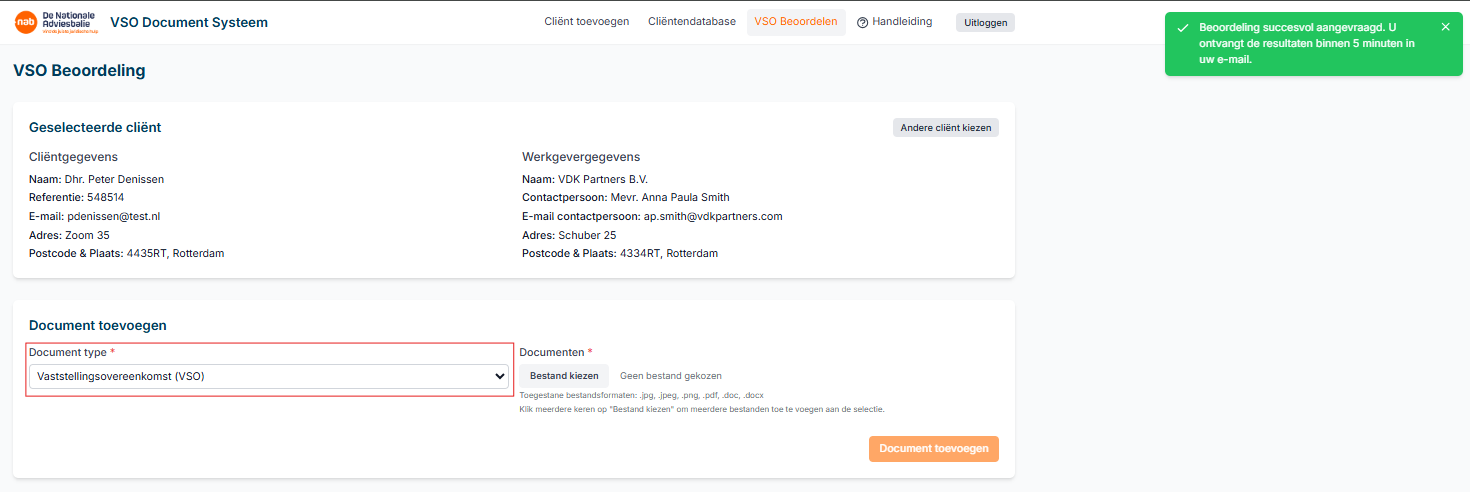 nab
De Nationale
Adviesbalie
VSO Document Systeem
Cliënt toevoegen
Cliëntendatabase
VSO Beoordelen
Handleiding
Uitloggen
Beoordeling succesvol aangevraagd. U
ontvangt de resultaten binnen 5 minuten in
uw e-mail.
VSO Beoordeling
Geselecteerde cliënt
Andere cliënt kiezen
Cliëntgegevens
Naam: Dhr. Peter Denissen
Referentie: 548514
E-mail: pdenissen@test.nl
Adres: Zoom 35
Postcode & Plaats: 4435RT, Rotterdam
Werkgevergegevens
Naam: VDK Partners B.V.
Contactpersoon: Mevr. Anna Paula Smith
E-mail contactpersoon: ap.smith@vdkpartners.com
Adres: Schuber 25
Postcode & Plaats: 4334RT, Rotterdam
Document toevoegen
Document type *
Vaststellingsovereenkomst (VSO)
Documenten *
Bestand kiezen
Geen bestand gekozen
Toegestane bestandsformaten: .jpg, .jpeg, .png, .pdf, .doc, .docx
Klik meerdere keren op "Bestand kiezen" om meerdere bestanden toe te voegen aan de selectie.
Document toevoegen